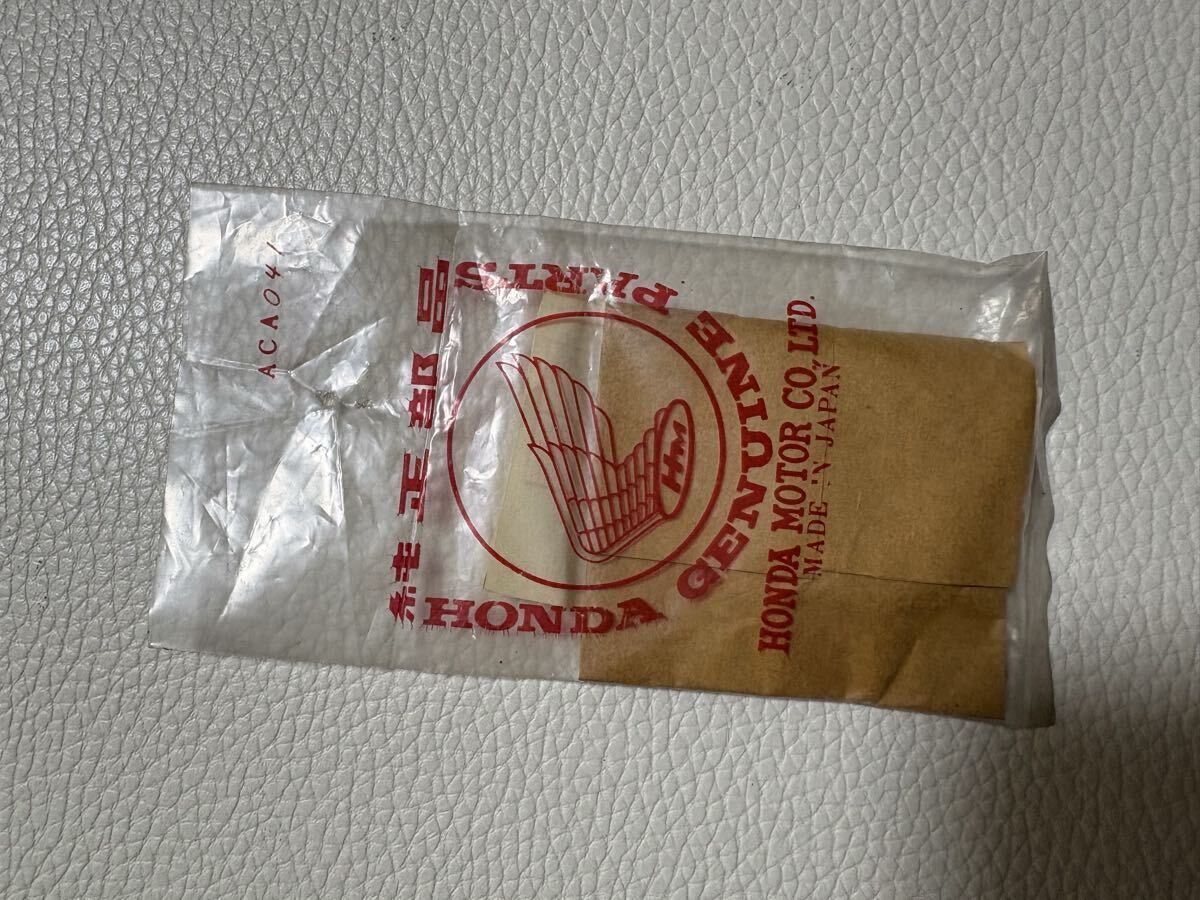 ACA041
純正部品
HONDA GENUINE PARTS
HM
HONDA MOTOR CO., LTD.
MADE IN JAPAN